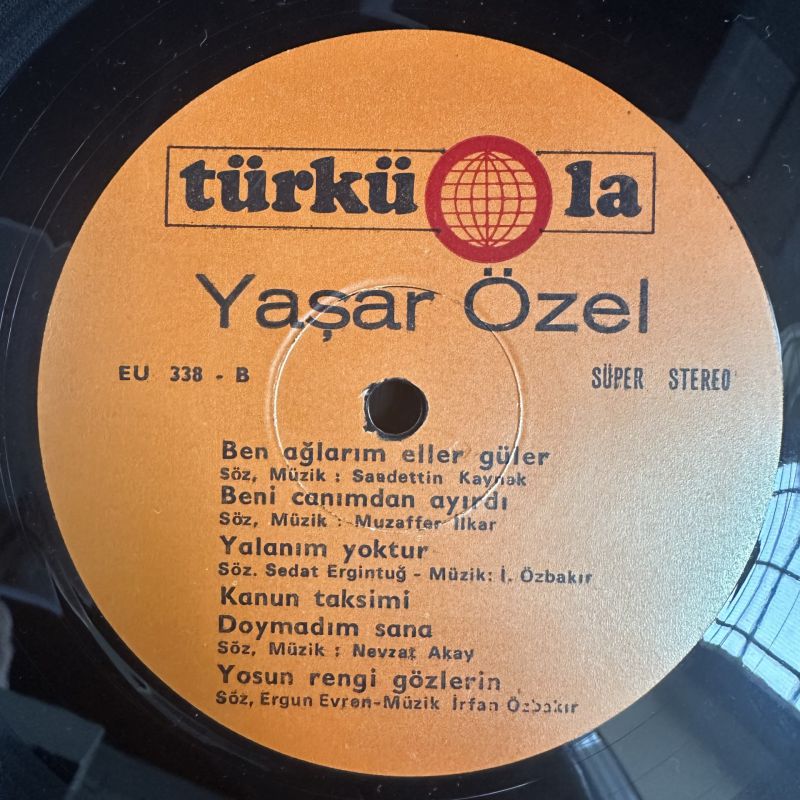 türküola
Yaşar Özel
EU 338 - B SÜPER STEREO
Ben ağlarım eller güler
Söz, Müzik : Saadettin Kaynak
Beni canımdan ayırdı
Söz, Müzik : Muzaffer İlkar
Yalanım yoktur
Söz. Sedat Ergintuğ - Müzik: İ. Özbakır
Kanun taksimi
Doymadım sana
Söz, Müzik : Nevzat Akay
Yosun rengi gözlerin
Söz, Ergun Evren-Müzik İrfan Özbakır